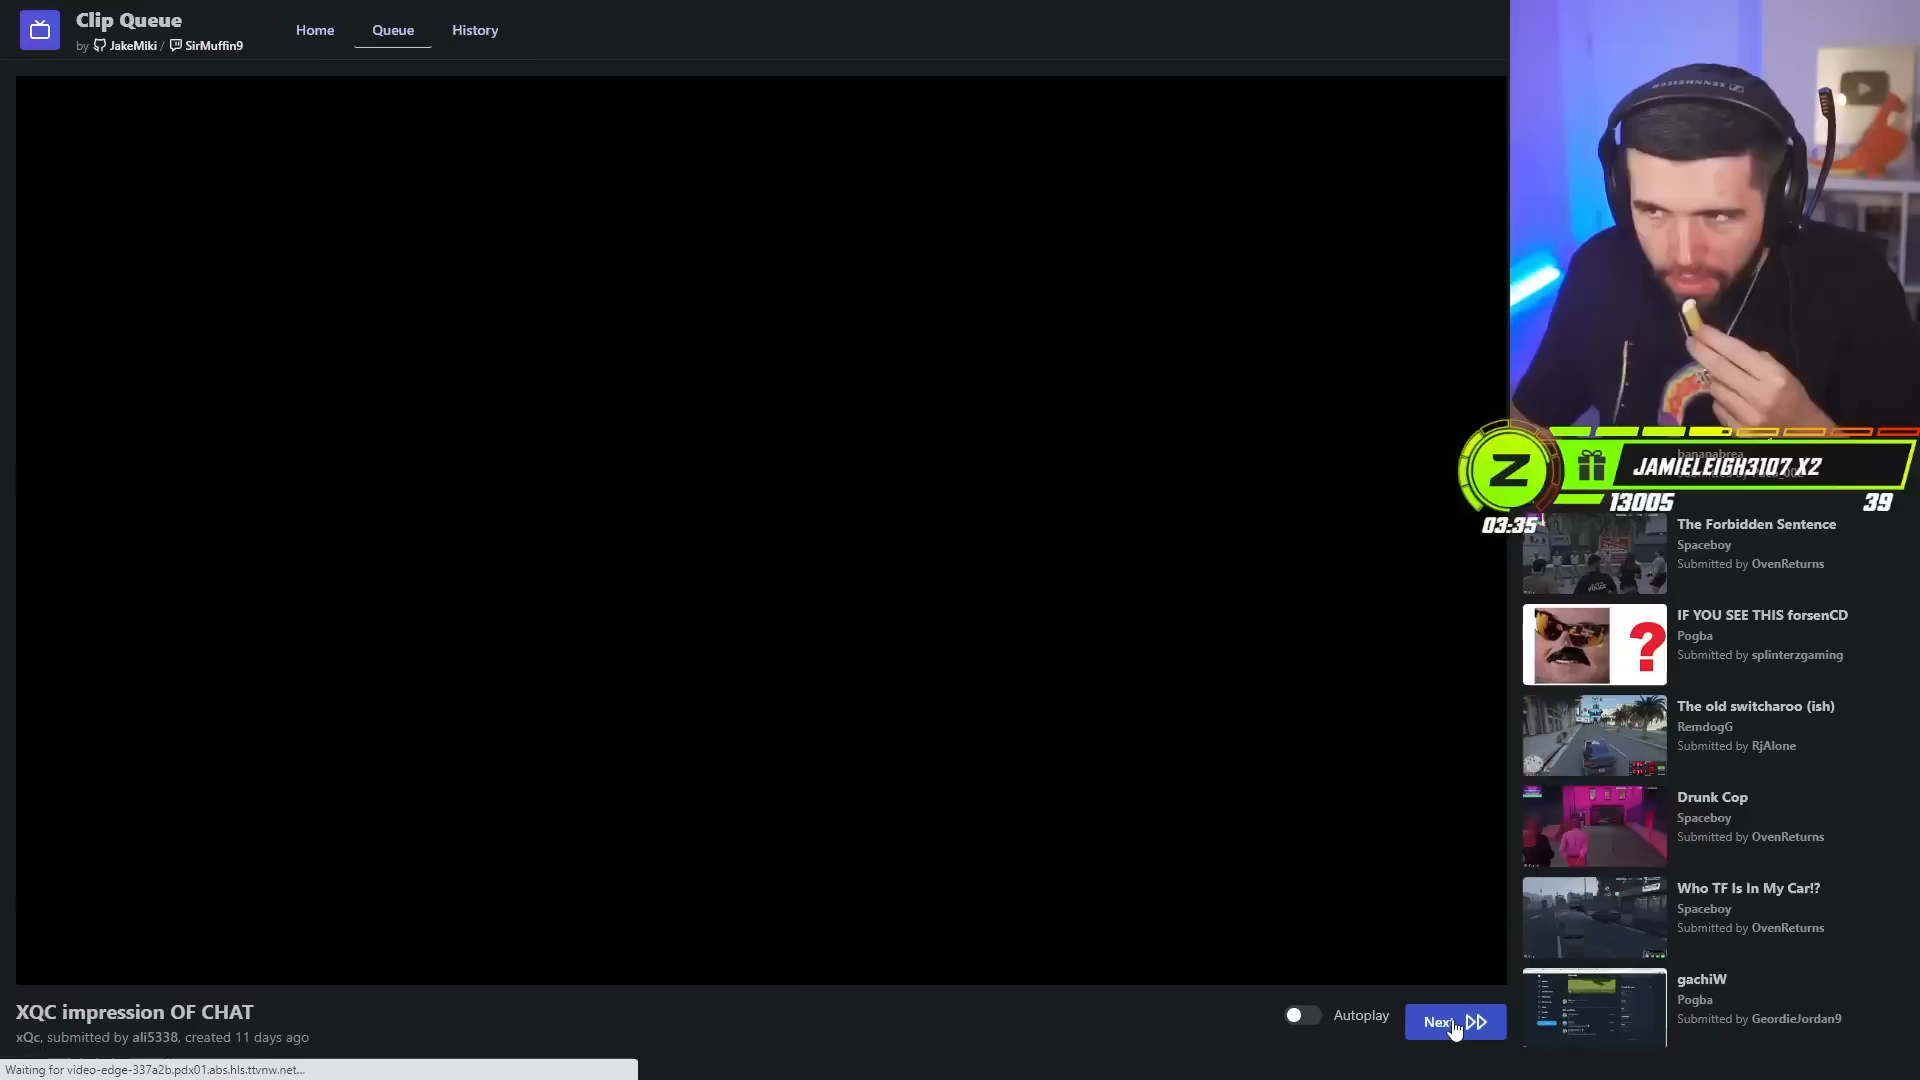 Clip Queue
by JakeMiki / SirMuffin9
Home
Queue
History
SENNHEISER
bananabrea
JAMIELEIGH3107 X2
13005
39
03:35
The Forbidden Sentence
Spaceboy
Submitted by OvenReturns
IF YOU SEE THIS forsenCD
Pogba
Submitted by splinterzgaming
?
The old switcharoo (ish)
RemdogG
Submitted by RjAlone
Drunk Cop
Spaceboy
Submitted by OvenReturns
Who TF Is In My Car!?
Spaceboy
Submitted by OvenReturns
gachiW
Pogba
Submitted by GeordieJordan9
XQC impression OF CHAT
xQc, submitted by ali5338, created 11 days ago
Autoplay
Next
Waiting for video-edge-337a2b.pdx01.abs.hls.ttvnw.net...